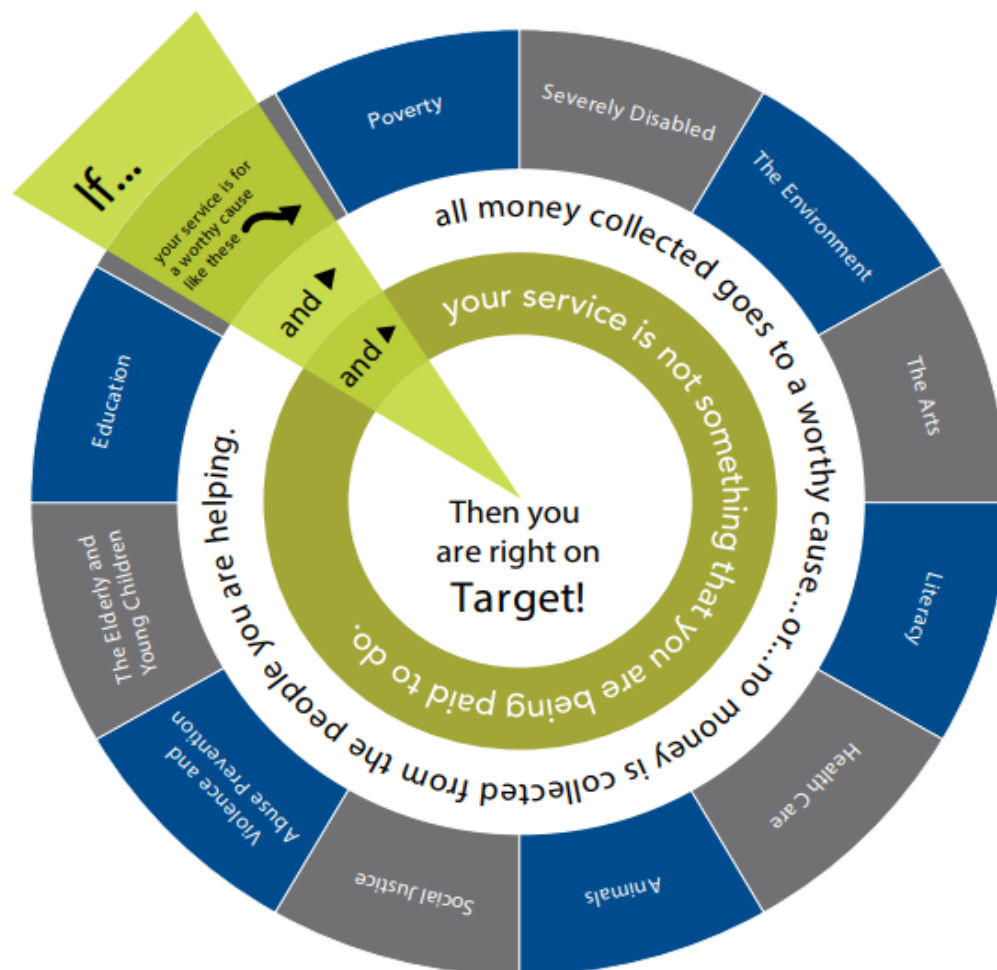 If...
your service is for
a worthy cause
like these
Poverty
Severely Disabled
The Environment
The Arts
Literacy
Health Care
Animals
Social Justice
Violence and
Abuse Prevention
The Elderly and
Young Children
Education
and
all money collected goes to a worthy cause...or...no money is collected from the people you are helping.
and
your service is not something that you are being paid to do.
Then you
are right on
Target!